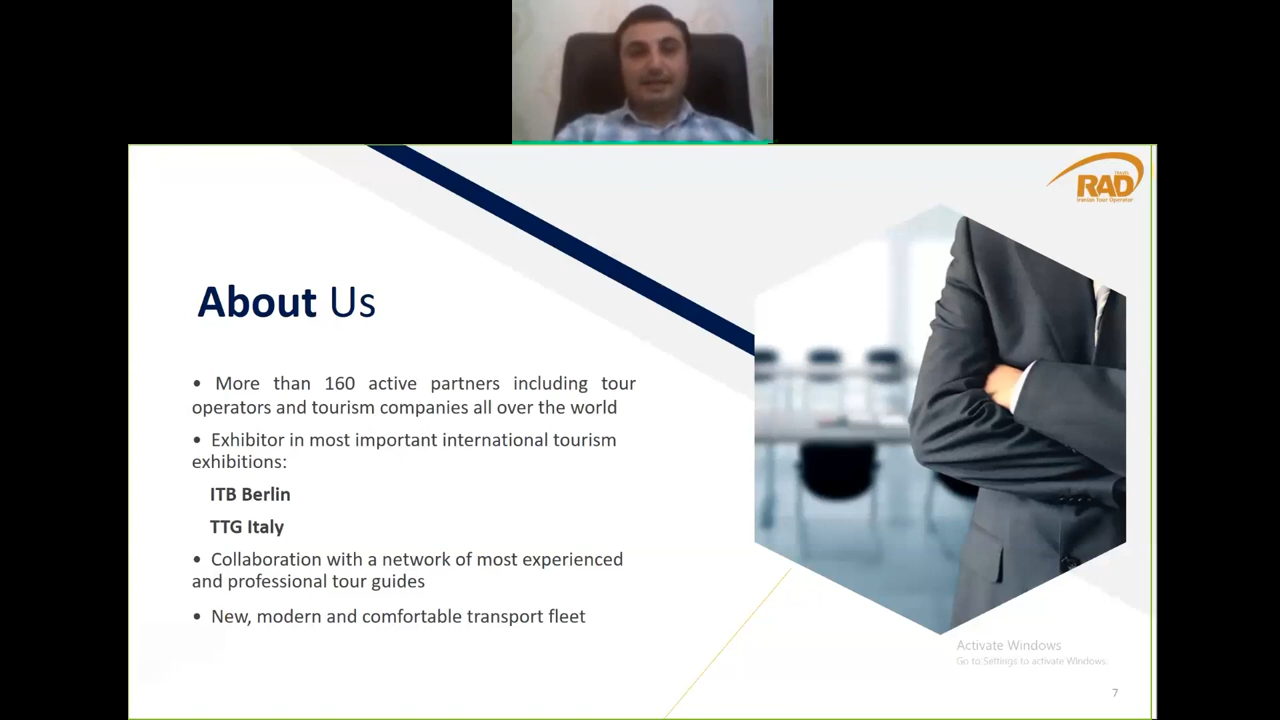 TRAVEL
RAD
Iranian Tour Operator
About Us
• More than 160 active partners including tour
operators and tourism companies all over the world
• Exhibitor in most important international tourism
exhibitions:
ITB Berlin
TTG Italy
• Collaboration with a network of most experienced
and professional tour guides
• New, modern and comfortable transport fleet
Activate Windows
Go to Settings to activate Windows.
7